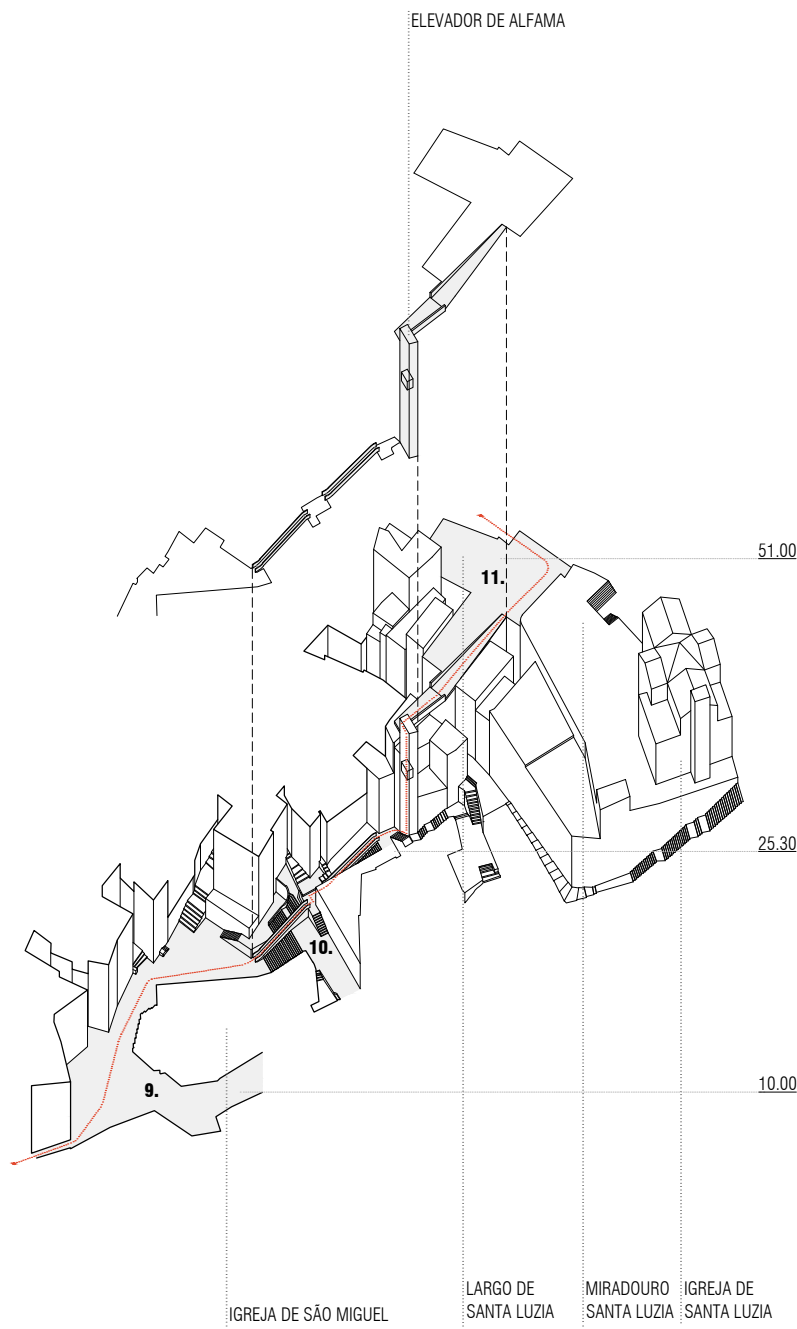 ELEVADOR DE ALFAMA
51.00
11.
25.30
10.
9.
10.00
IGREJA DE SÃO MIGUEL
LARGO DE
SANTA LUZIA
MIRADOURO
SANTA LUZIA
IGREJA DE
SANTA LUZIA